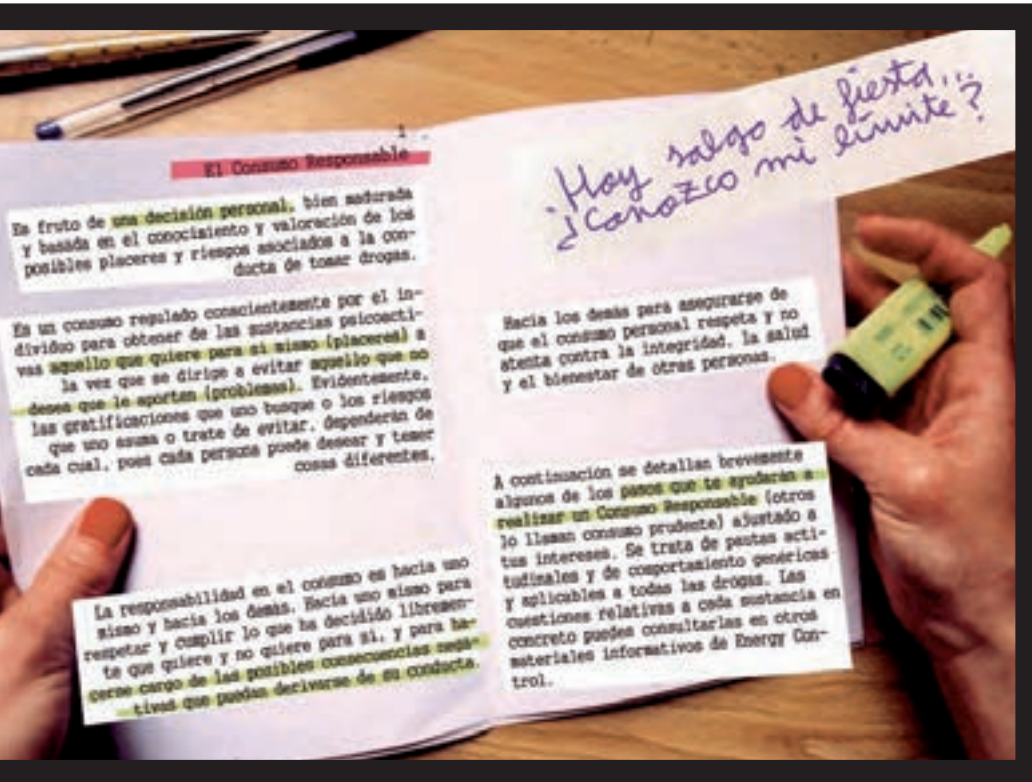 1
El Consumo Responsable
Es fruto de una decisión personal, bien madurada
y basada en el conocimiento y valoración de los
posibles placeres y riesgos asociados a la con-
ducta de tomar drogas.
Es un consumo regulado conscientemente por el in-
dividuo para obtener de las sustancias psicoacti-
vas aquello que quiere para si mismo (placeres) a
la vez que se dirige a evitar aquello que no
desea que le aporten (problemas). Evidentemente,
las gratificaciones que uno busque o los riesgos
que uno asuma o trate de evitar, dependerán de
cada cual, pues cada persona puede desear y temer
cosas diferentes.
La responsabilidad en el consumo es hacia uno
mismo y hacia los demás. Hacia uno mismo para
respetar y cumplir lo que ha decidido libremen-
te que quiere y no quiere para si, y para ha-
cerse cargo de las posibles consecuencias nega-
tivas que puedan derivarse de su conducta.
Hoy salgo de fiesta...
¿Conozco mi límite?
Hacia los demás para asegurarse de
que el consumo personal respeta y no
atenta contra la integridad, la salud
y el bienestar de otras personas.
A continuación se detallan brevemente
algunos de los pasos que te ayudarán a
realizar un Consumo Responsable (otros
lo llaman consumo prudente) ajustado a
tus intereses. Se trata de pautas acti-
tudinales y de comportamiento genéricas
y aplicables a todas las drogas. Las
cuestiones relativas a cada sustancia en
concreto puedes consultarlas en otros
materiales informativos de Energy Con-
trol.